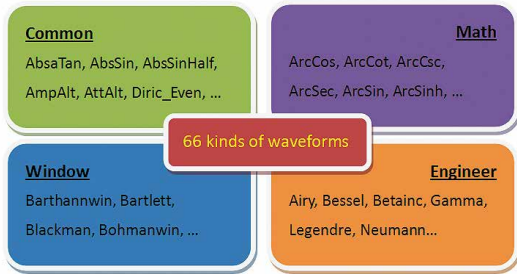 Common
AbsaTan, AbsSin, AbsSinHalf,
AmpAlt, AttAlt, Diric_Even, ...
Math
ArcCos, ArcCot, ArcCsc,
ArcSec, ArcSin, ArcSinh, ...
66 kinds of waveforms
Window
Barthannwin, Bartlett,
Blackman, Bohmanwin, ...
Engineer
Airy, Bessel, Betainc, Gamma,
Legendre, Neumann...